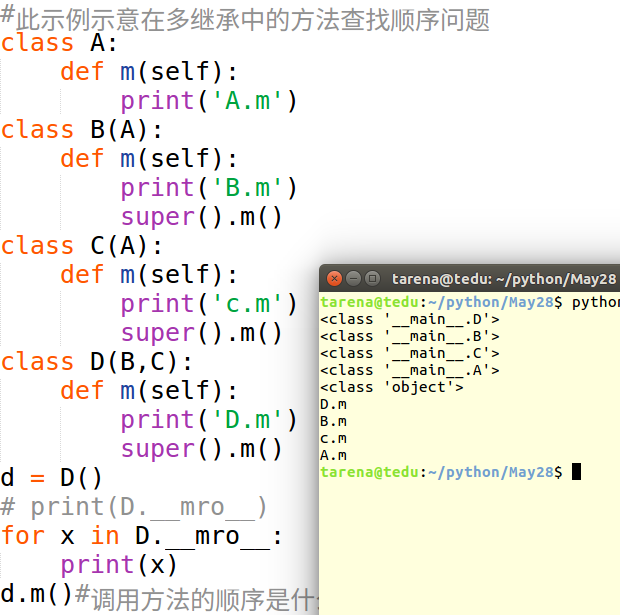 #此示例示意在多继承中的方法查找顺序问题
class A:
    def m(self):
        print('A.m')
class B(A):
    def m(self):
        print('B.m')
        super().m()
class C(A):
    def m(self):
        print('c.m')
        super().m()
class D(B,C):
    def m(self):
        print('D.m')
        super().m()
d = D()
# print(D.__mro__)
for x in D.__mro__:
    print(x)
d.m()#调用方法的顺序是什
tarena@tedu: ~/python/May28
tarena@tedu:~/python/May28$ python
<class '__main__.D'>
<class '__main__.B'>
<class '__main__.C'>
<class '__main__.A'>
<class 'object'>
D.m
B.m
c.m
A.m
tarena@tedu:~/python/May28$